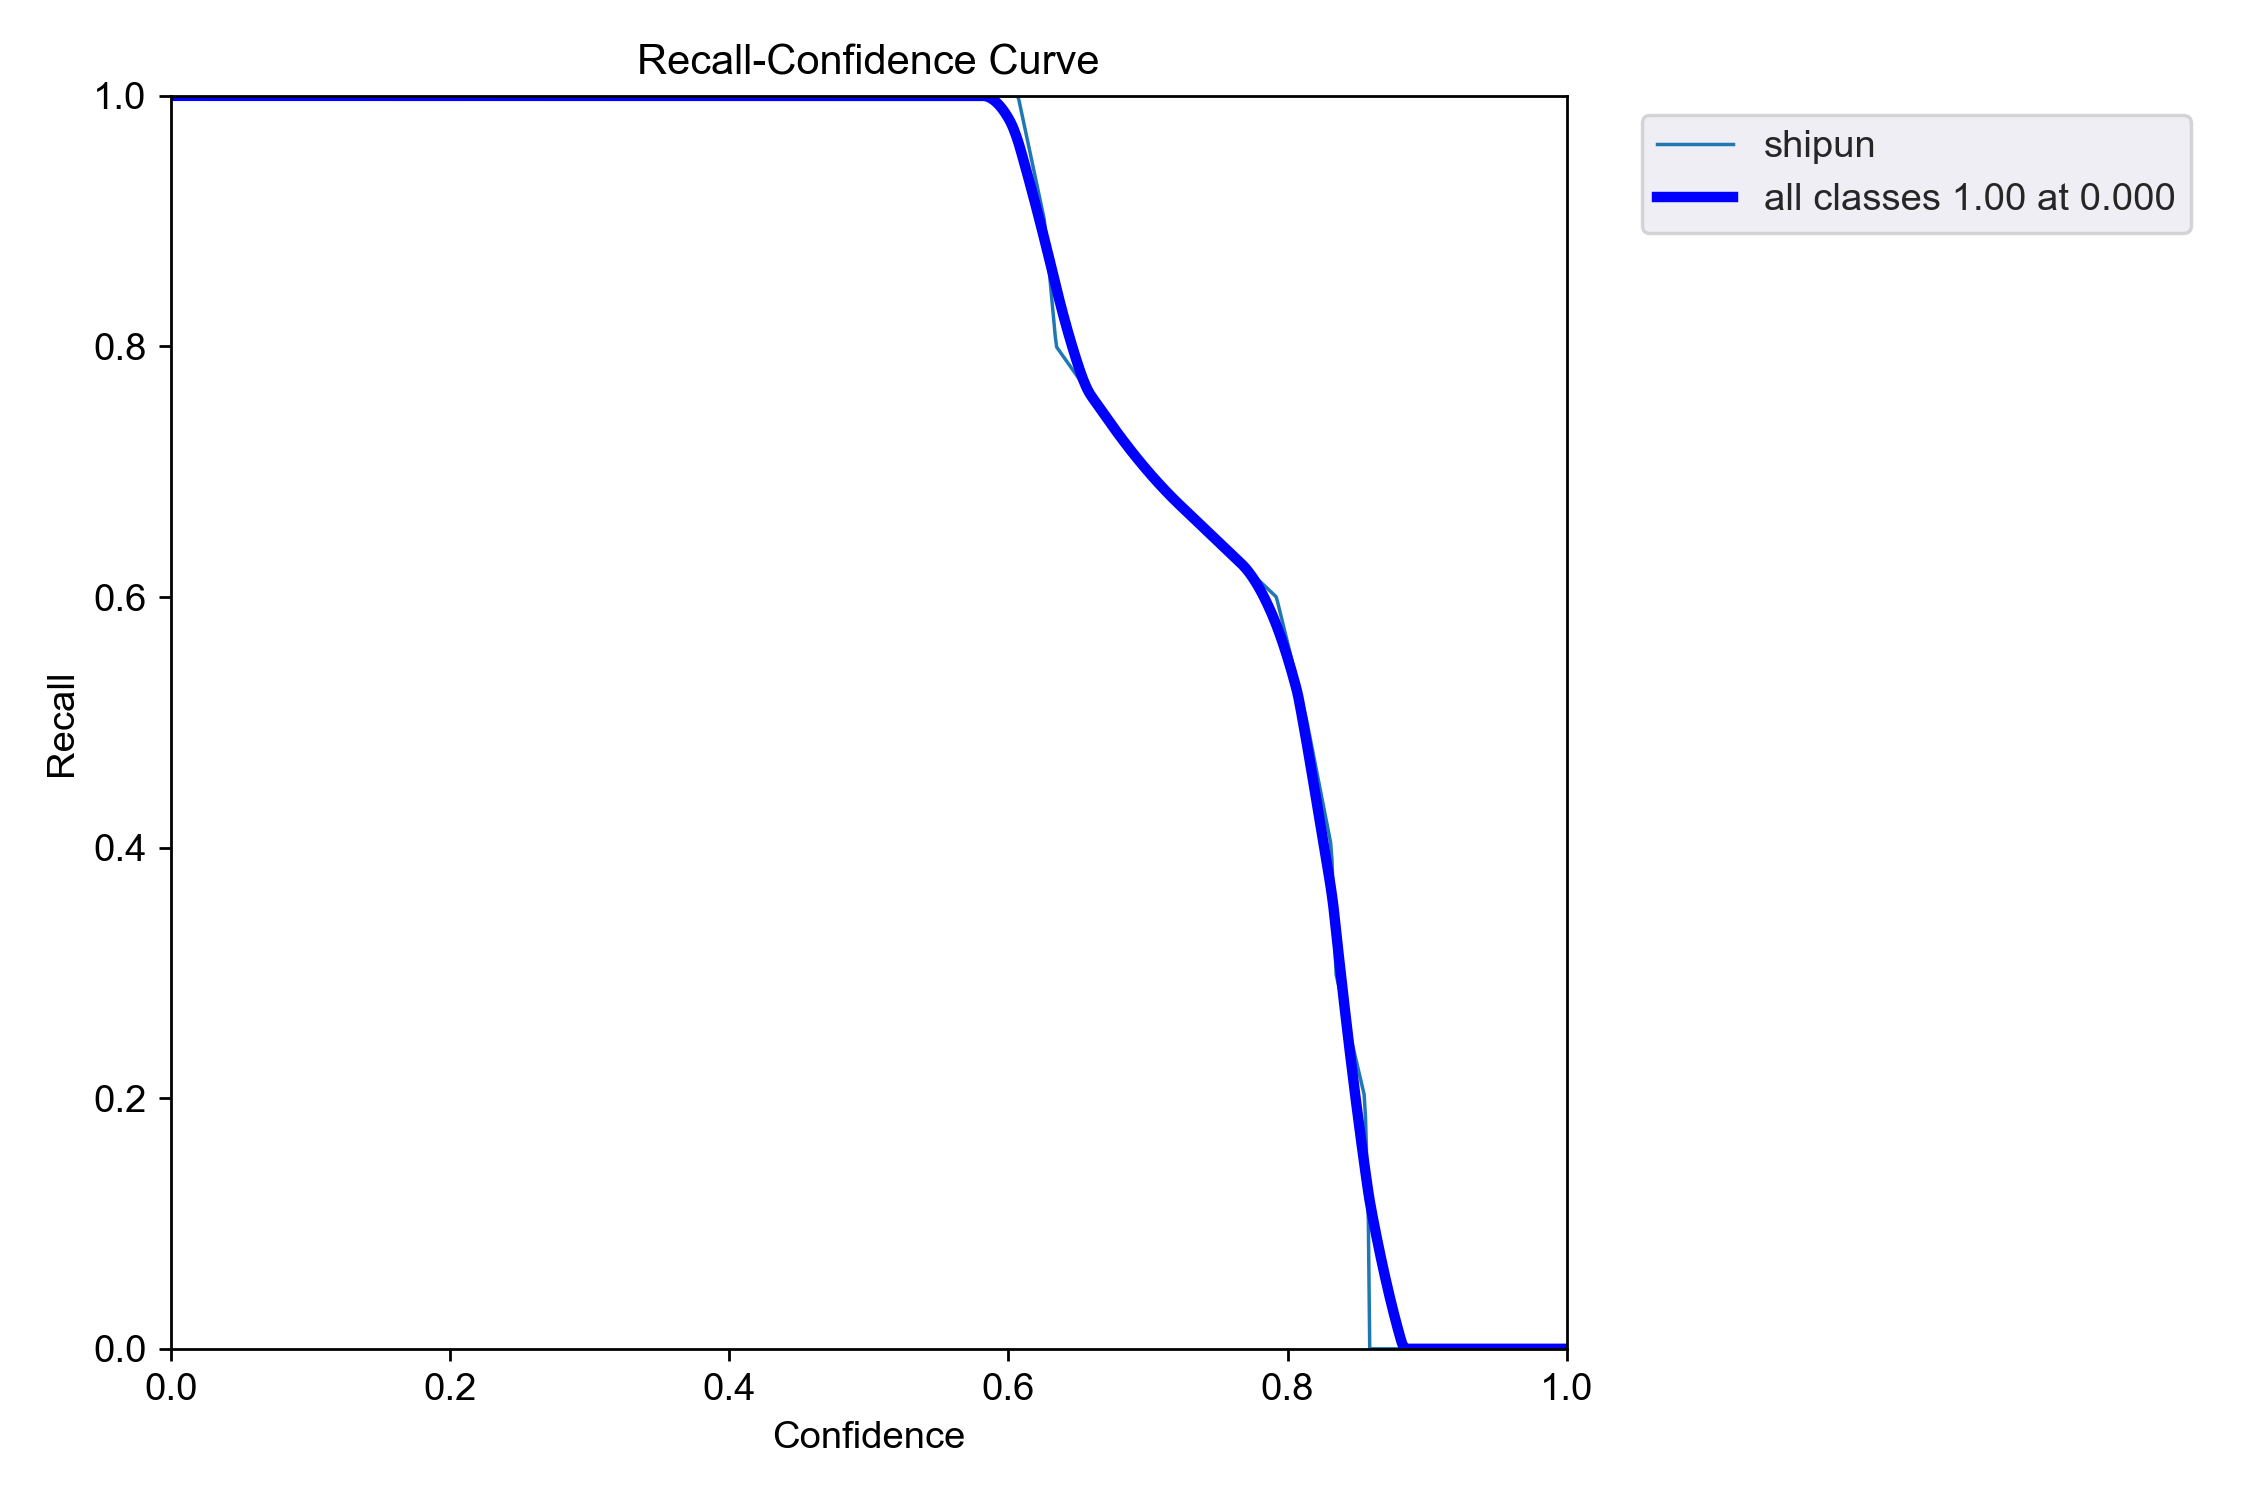 Recall-Confidence Curve
shipun
all classes 1.00 at 0.000
1.0
0.8
0.6
0.4
0.2
0.0
Recall
0.0 0.2 0.4 0.6 0.8 1.0
Confidence